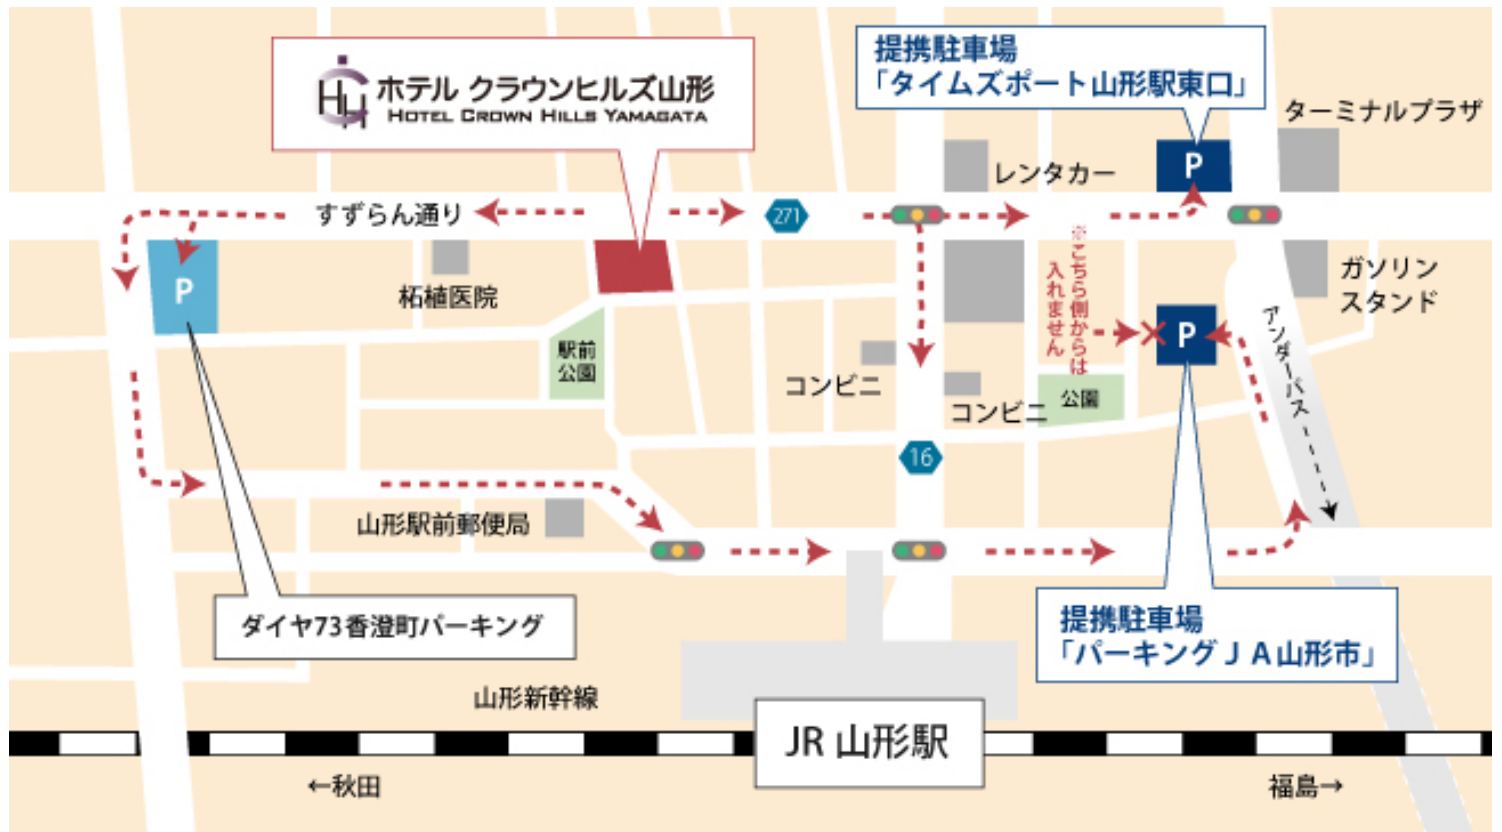 ホテル クラウンヒルズ山形
HOTEL CROWN HILLS YAMAGATA
提携駐車場
「タイムズポート山形駅東口」
ターミナルプラザ
レンタカー
P
すずらん通り
271
P
柘植医院
※こちら側からは
入れません
ガソリン
スタンド
P
アンダーパス
駅前
公園
コンビニ
コンビニ
公園
16
山形駅前郵便局
ダイヤ73香澄町パーキング
提携駐車場
「パーキングＪＡ山形市」
山形新幹線
JR 山形駅
←秋田
福島→